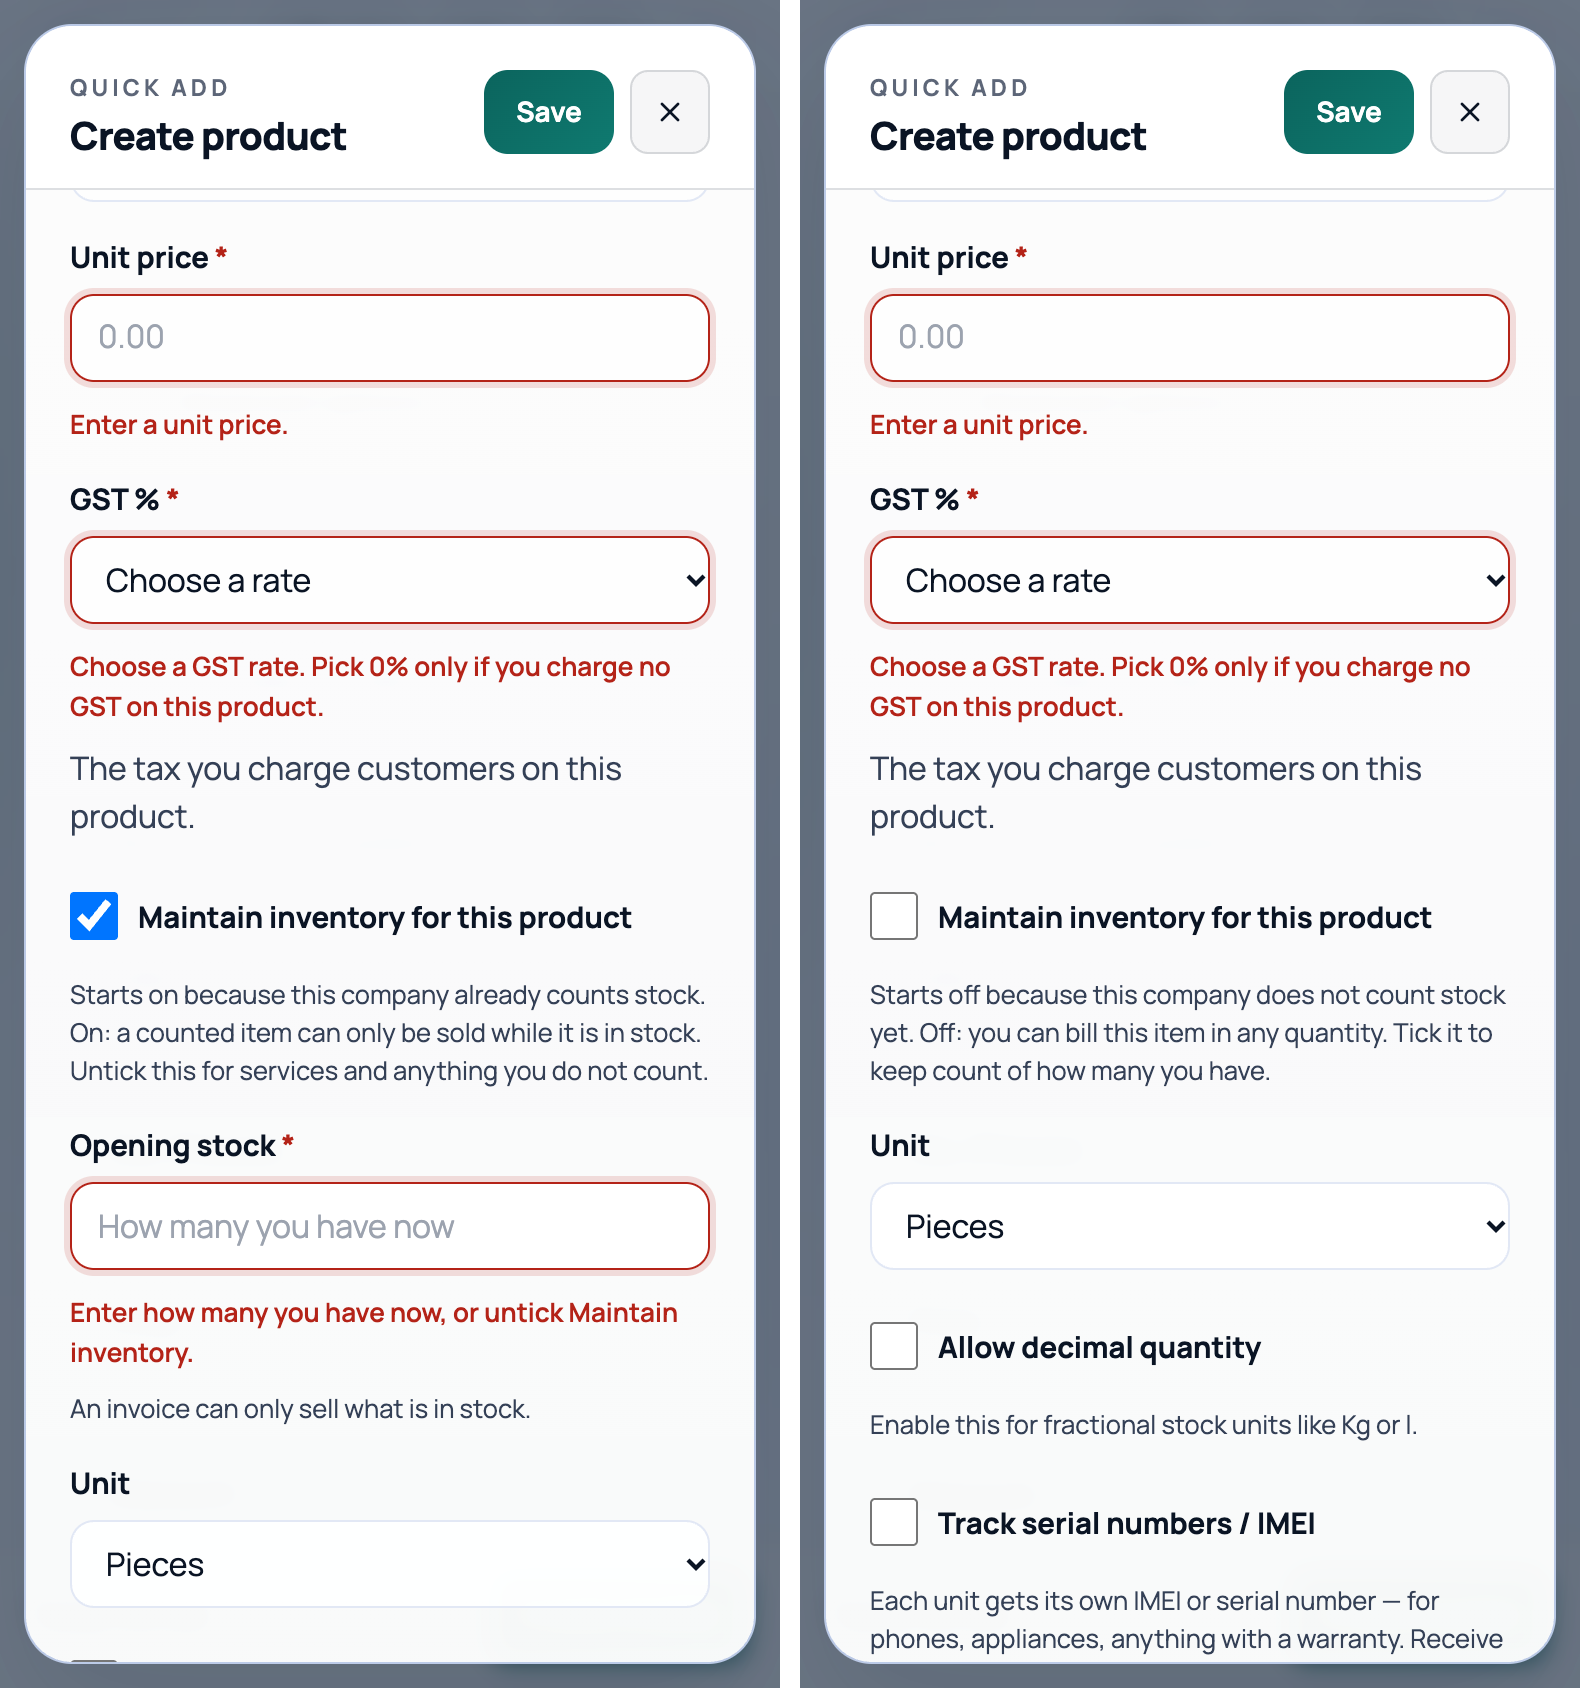 QUICK ADD
Create product
Save
Unit price *
0.00
Enter a unit price.
GST % *
Choose a rate
Choose a GST rate. Pick 0% only if you charge no
GST on this product.
The tax you charge customers on this
product.
Maintain inventory for this product
Starts on because this company already counts stock.
On: a counted item can only be sold while it is in stock.
Untick this for services and anything you do not count.
Opening stock *
How many you have now
Enter how many you have now, or untick Maintain
inventory.
An invoice can only sell what is in stock.
Unit
Pieces
QUICK ADD
Create product
Save
Unit price *
0.00
Enter a unit price.
GST % *
Choose a rate
Choose a GST rate. Pick 0% only if you charge no
GST on this product.
The tax you charge customers on this
product.
Maintain inventory for this product
Starts off because this company does not count stock
yet. Off: you can bill this item in any quantity. Tick it to
keep count of how many you have.
Unit
Pieces
Allow decimal quantity
Enable this for fractional stock units like Kg or l.
Track serial numbers / IMEI
Each unit gets its own IMEI or serial number — for
phones, appliances, anything with a warranty. Receive